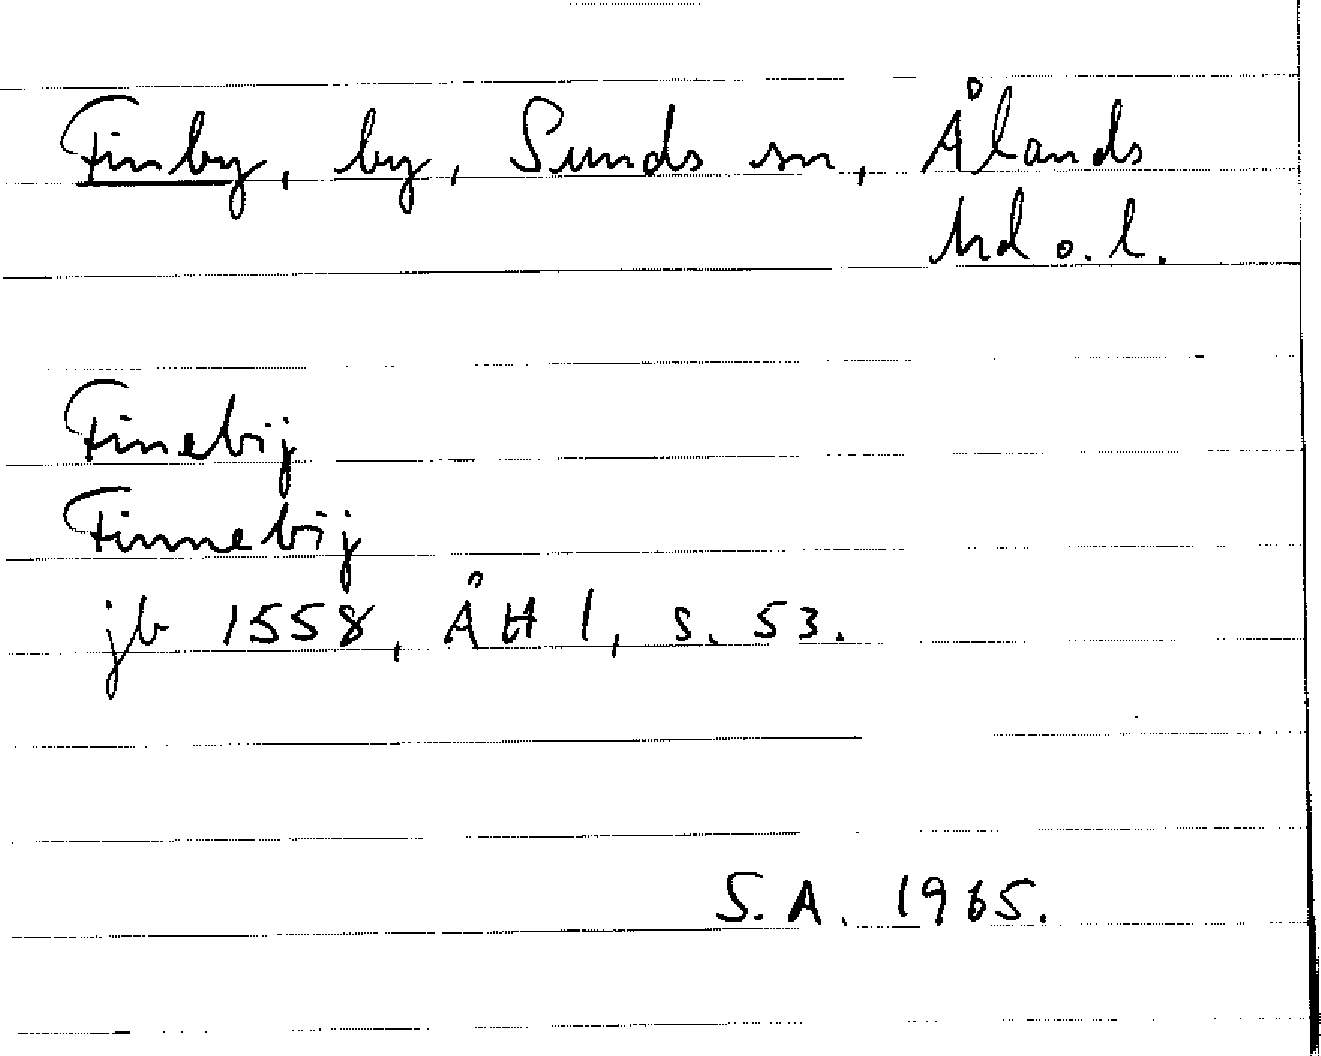 Finby, by, Sunds sn, Ålands
hd o. l.
Finebij
Finnebij
jb 1558, ÅH 1, s. 53.
S.A. 1965.